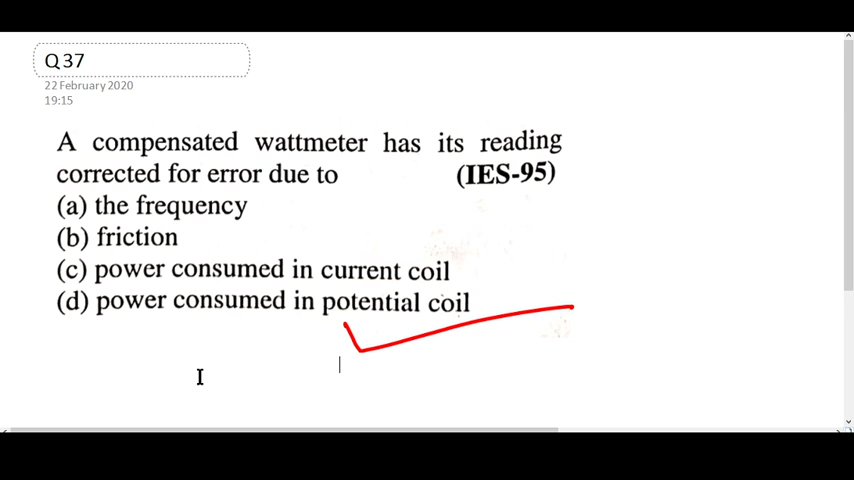 Q 37
22 February 2020
19:15
A compensated wattmeter has its reading
corrected for error due to (IES-95)
(a) the frequency
(b) friction
(c) power consumed in current coil
(d) power consumed in potential coil